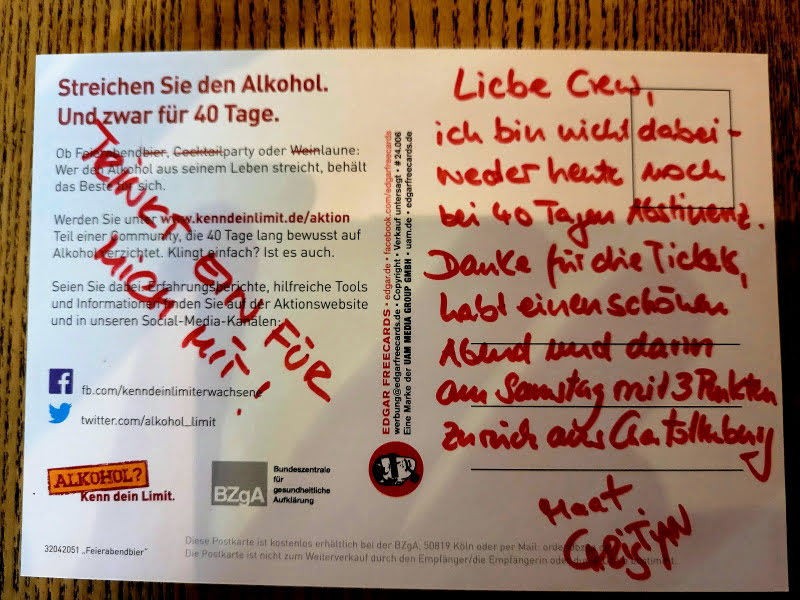 Streichen Sie den Alkohol.
Und zwar für 40 Tage.
Ob Feierabendbier, Cocktailparty oder Weinlaune:
Wer den Alkohol aus seinem Leben streicht, behält
das Beste für sich.
Werden Sie unter www.kenndeinlimit.de/aktion
Teil einer Community, die 40 Tage lang bewusst auf
Alkohol verzichtet. Klingt einfach? Ist es auch.
Seien Sie dabei: Erfahrungsberichte, hilfreiche Tools
und Informationen finden Sie auf der Aktionswebsite
und in unseren Social-Media-Kanälen:
fb.com/kenndeinlimiterwachsene
twitter.com/alkohol_limit
ALKOHOL?
Kenn dein Limit.
BZgA
Bundeszentrale
für
gesundheitliche
Aufklärung
32042051 „Feierabendbier"
TRINKT EINEN FÜR
MICH MIT!
EDGAR FREECARDS • edgar.de • facebook.com/edgarfreecards
werbung@edgarfreecards.de • Copyright • Verkauf untersagt • # 24.006
Eine Marke der UAM MEDIA GROUP GMBH • uam.de • edgarfreecards.de
Liebe Crew,
ich bin nicht dabei -
weder heute noch
bei 40 Tagen Abstinenz.
Danke für die Tickets,
habt einen schönen
Abend und dann
am Samstag mit 3 Punkten
zurück aus
Maat
CHRISTIAN
Diese Postkarte ist kostenlos erhältlich bei der BZgA, 50819 Köln oder per Mail:
Die Postkarte ist nicht zum Weiterverkauf durch den Empfänger/die Empfängerin oder bestimmt.